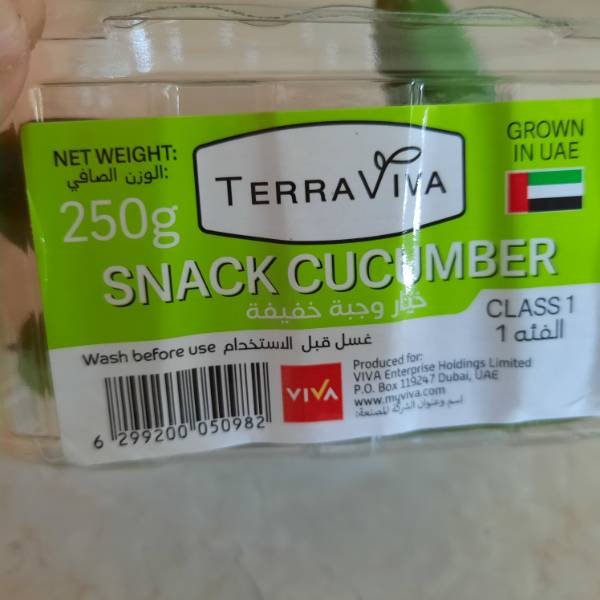 NET WEIGHT:
الوزن الصافي:
250g
TERRAVIVA
GROWN
IN UAE
SNACK CUCUMBER
خيار وجبة خفيفة
CLASS 1
الفئه 1
Wash before use غسل قبل الاستخدام
VIVA
Produced for:
VIVA Enterprise Holdings Limited
P.O. Box 119247 Dubai, UAE
www.myviva.com
اسم وعنوان الشركة المصنعة:
6 299200 050982